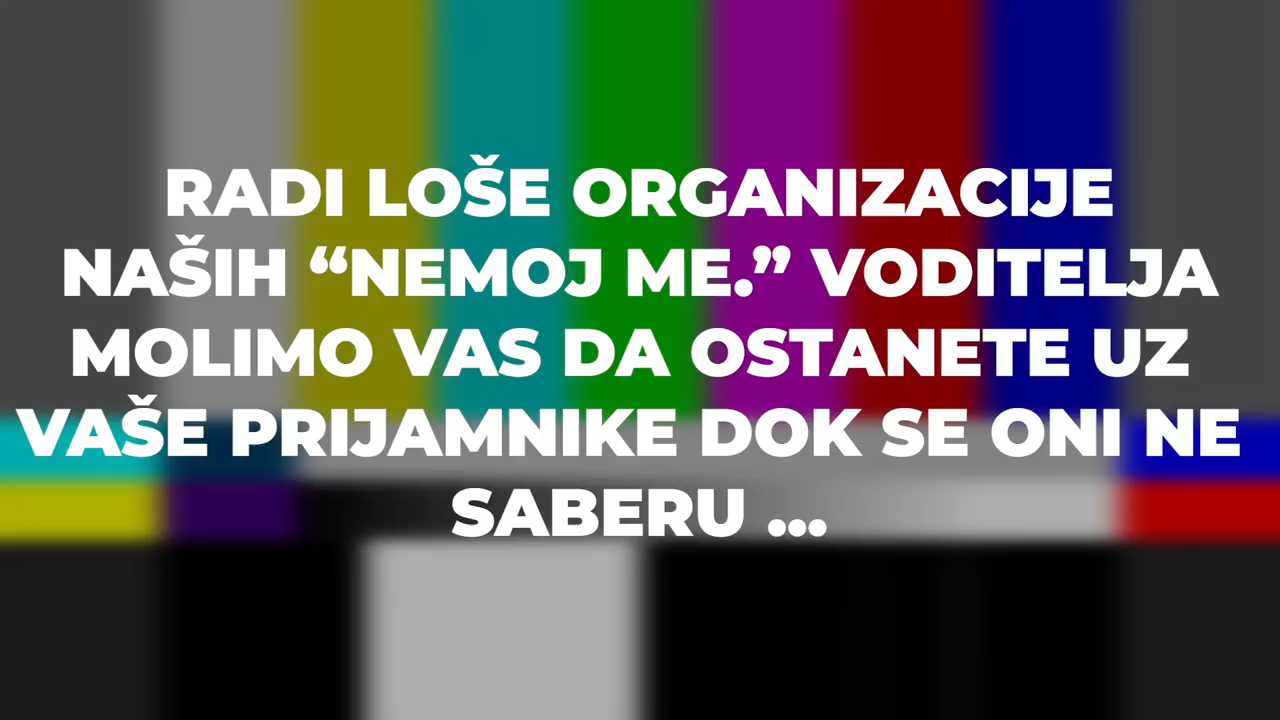 RADI LOŠE ORGANIZACIJE
NAŠIH “NEMOJ ME.” VODITELJA
MOLIMO VAS DA OSTANETE UZ
VAŠE PRIJAMNIKE DOK SE ONI NE
SABERU ...